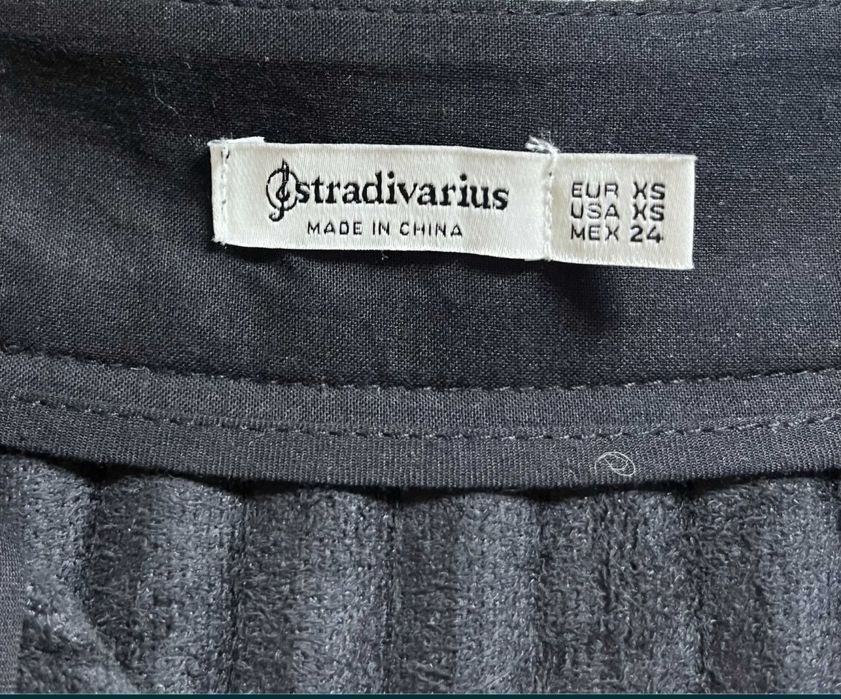 stradivarius
MADE IN CHINA
EUR XS
USA XS
MEX 24